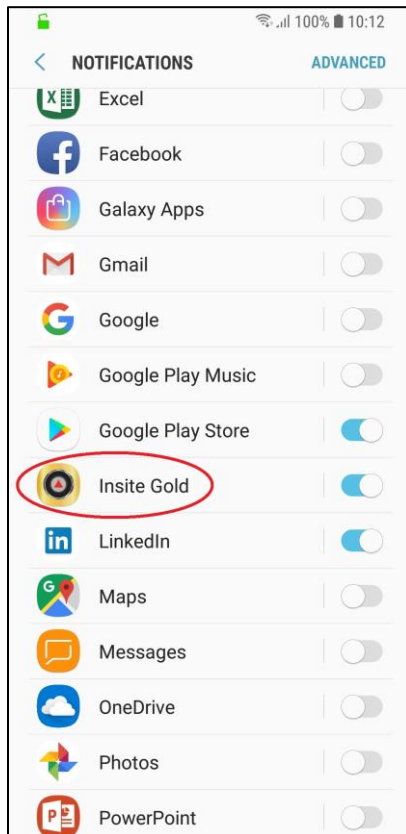 100% 10:12
NOTIFICATIONS ADVANCED
Excel
Facebook
Galaxy Apps
Gmail
Google
Google Play Music
Google Play Store
Insite Gold
in LinkedIn
G Maps
Messages
OneDrive
Photos
P PowerPoint